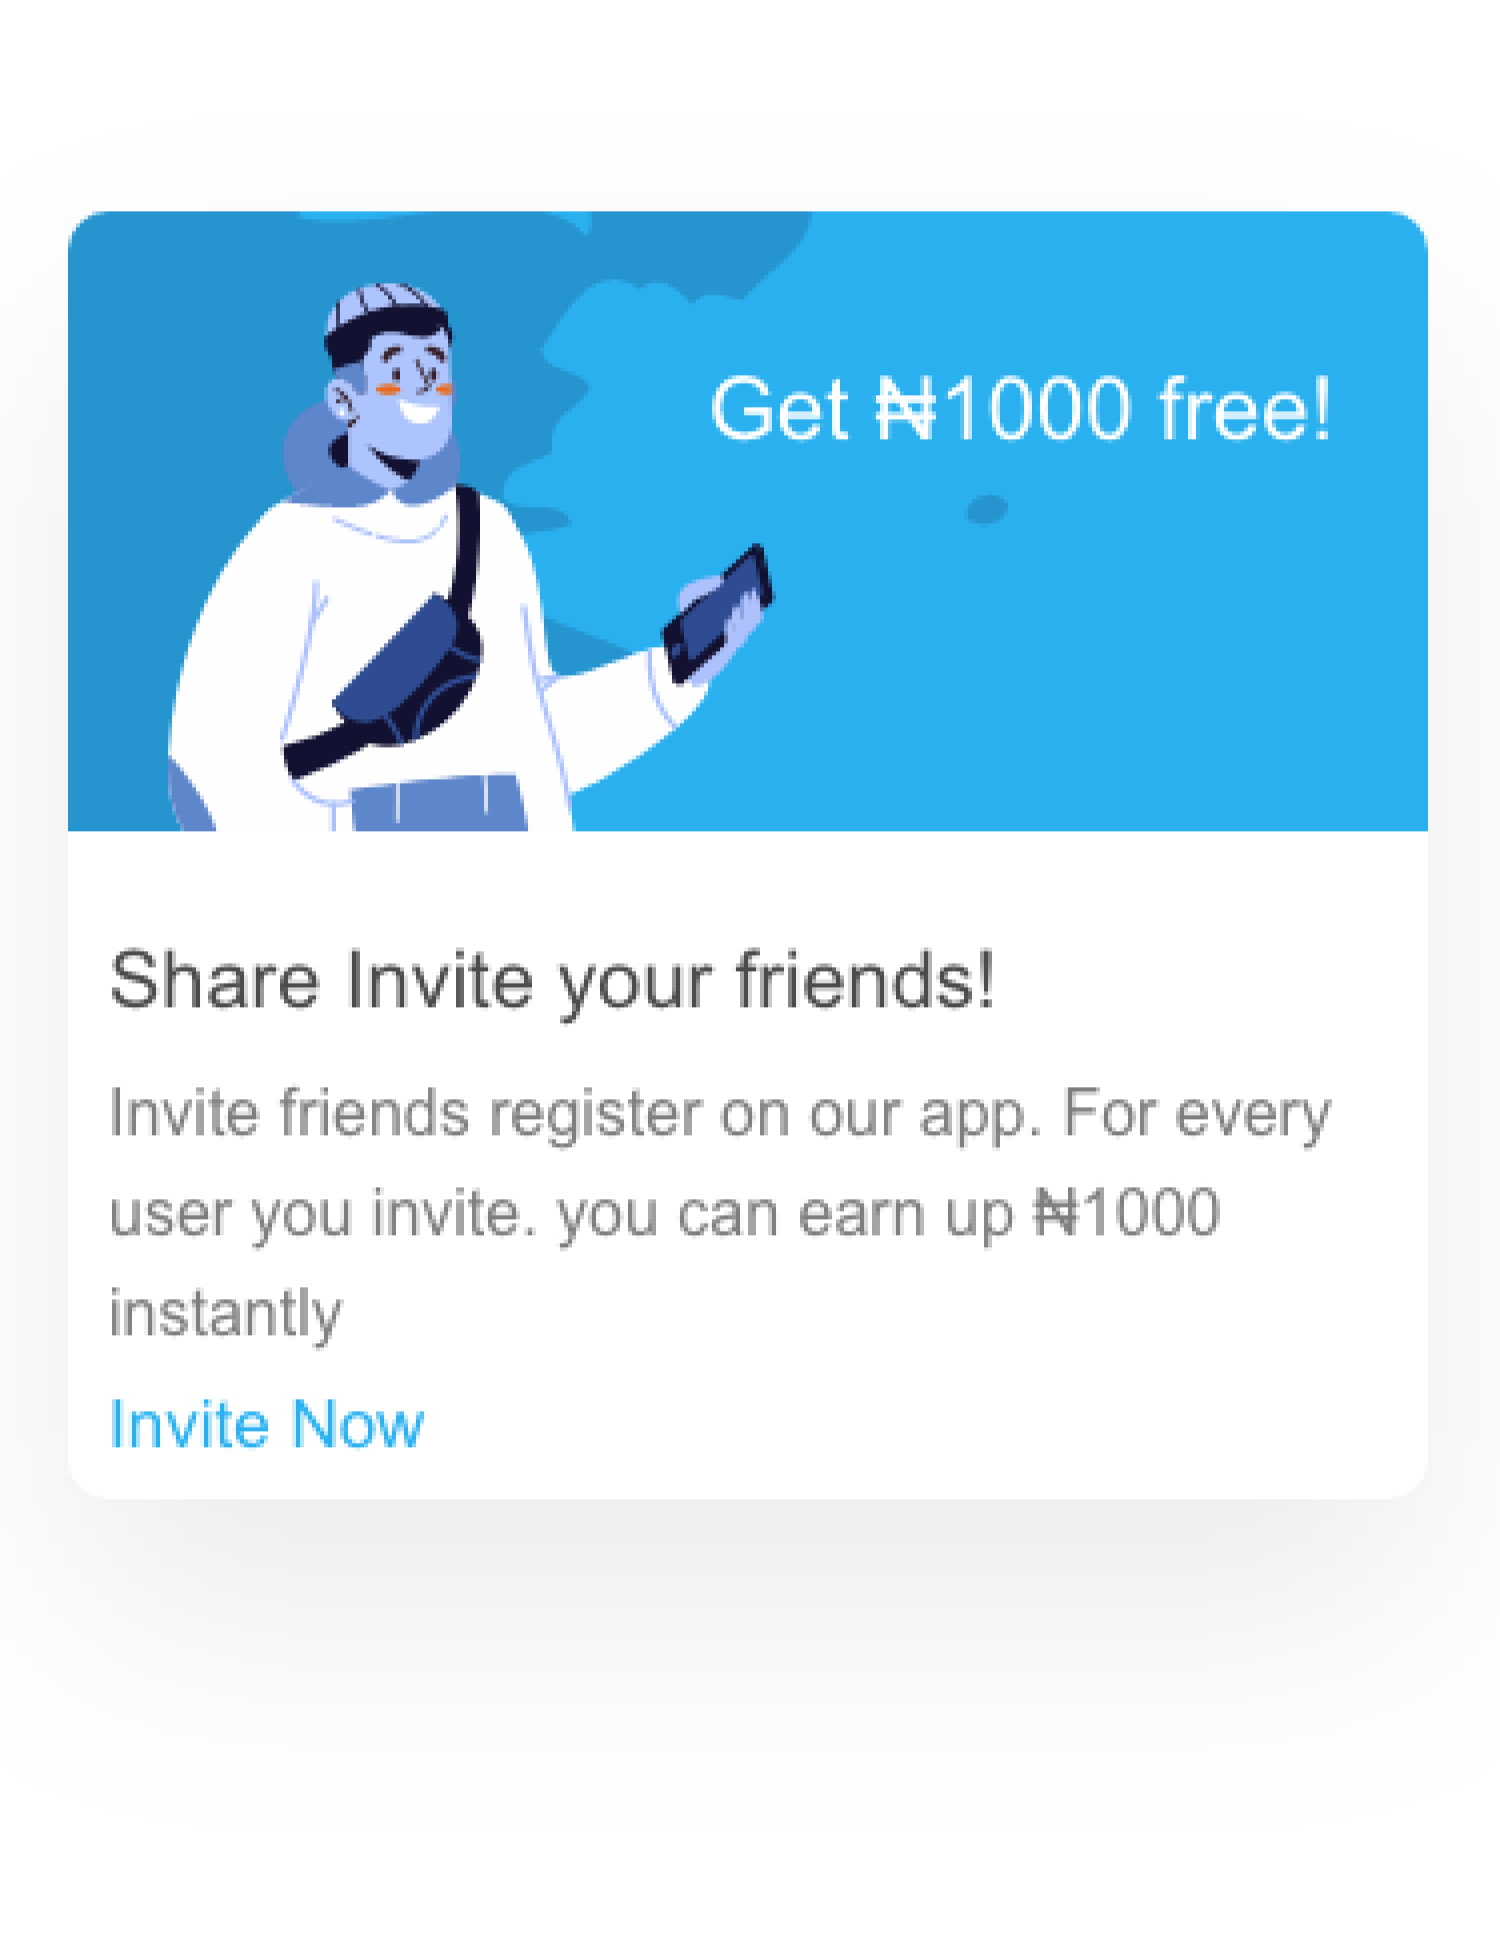 Get ₦1000 free!
Share Invite your friends!
Invite friends register on our app. For every
user you invite. you can earn up ₦1000
instantly
Invite Now